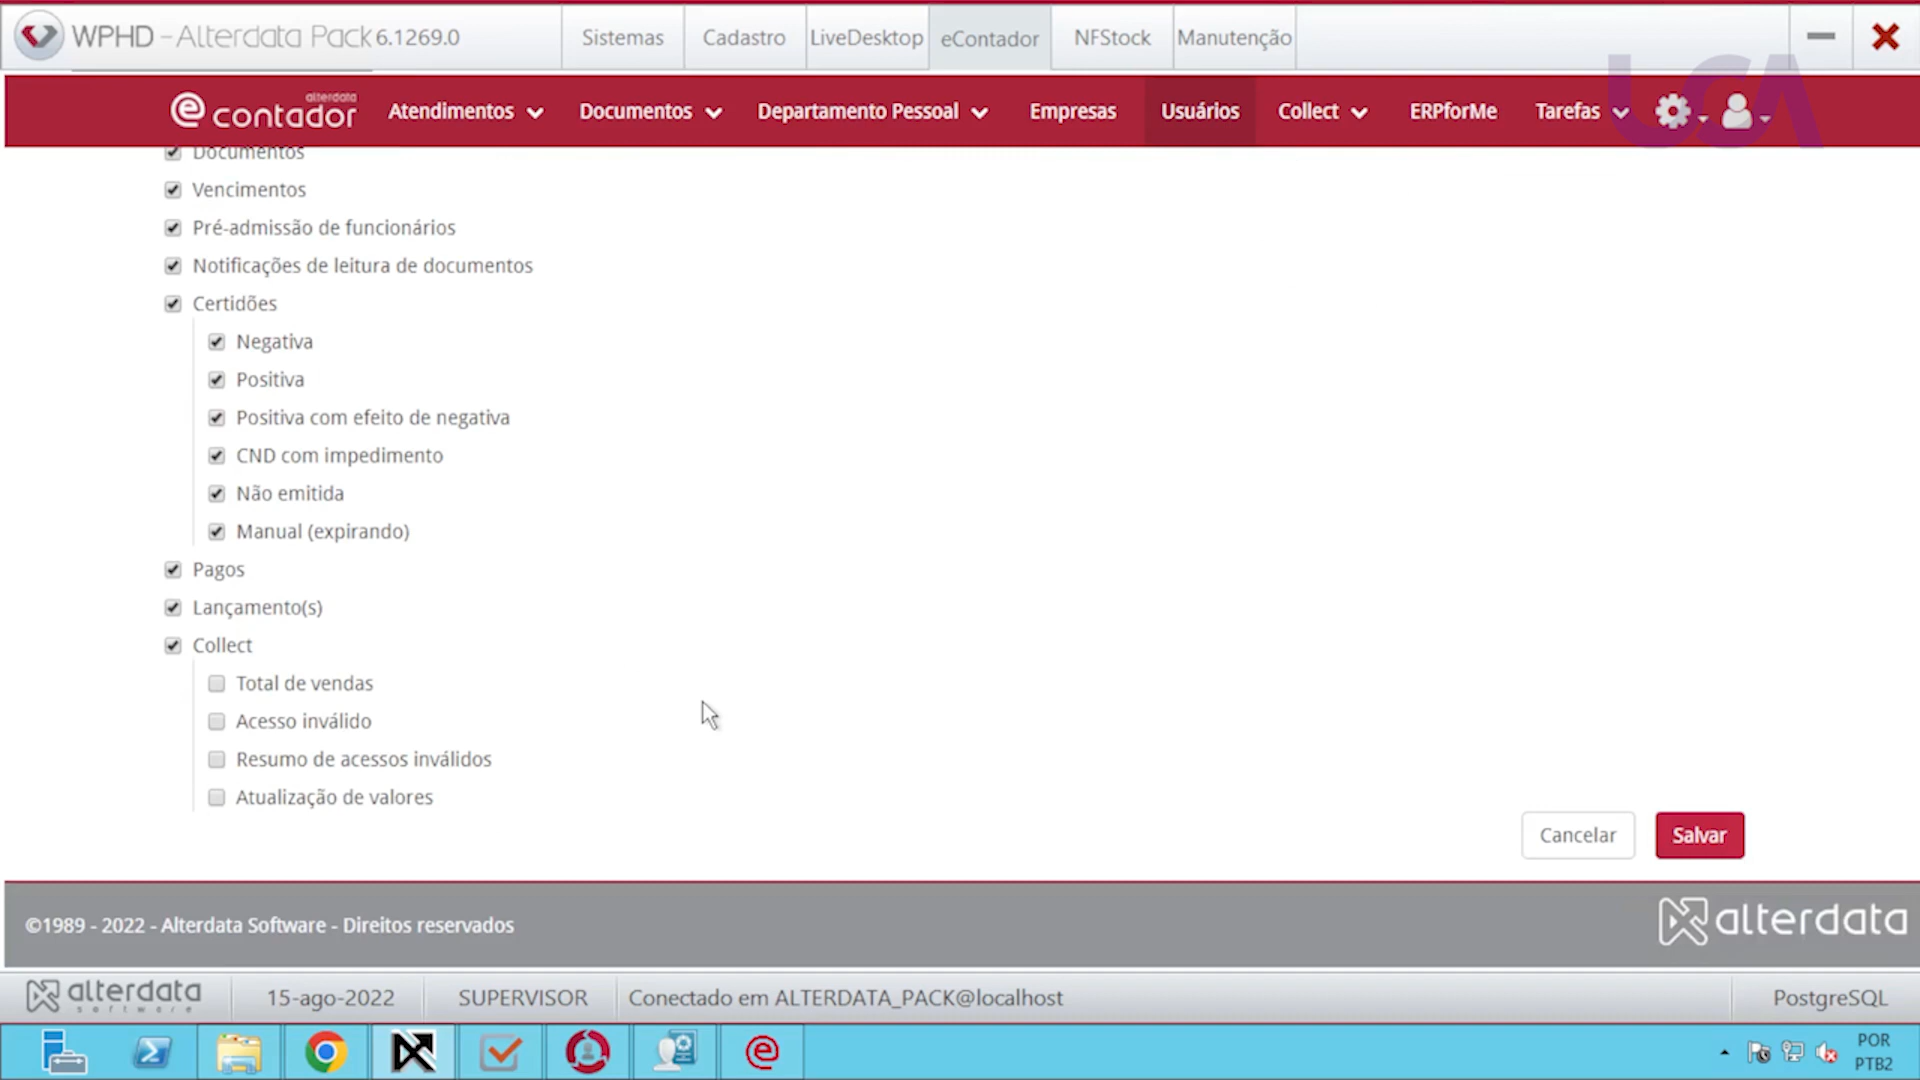 WPHD - Alterdata Pack 6.1269.0
Sistemas
Cadastro
LiveDesktop
eContador
NFStock
Manutenção
UCA
alterdata
e contador
Atendimentos
Documentos
Departamento Pessoal
Empresas
Usuários
Collect
ERPforMe
Tarefas
Documentos
Vencimentos
Pré-admissão de funcionários
Notificações de leitura de documentos
Certidões
Negativa
Positiva
Positiva com efeito de negativa
CND com impedimento
Não emitida
Manual (expirando)
Pagos
Lançamento(s)
Collect
Total de vendas
Acesso inválido
Resumo de acessos inválidos
Atualização de valores
Cancelar
Salvar
©1989 - 2022 - Alterdata Software - Direitos reservados
alterdata
alterdata
software
15-ago-2022
SUPERVISOR
Conectado em ALTERDATA_PACK@localhost
PostgreSQL
POR
PTB2